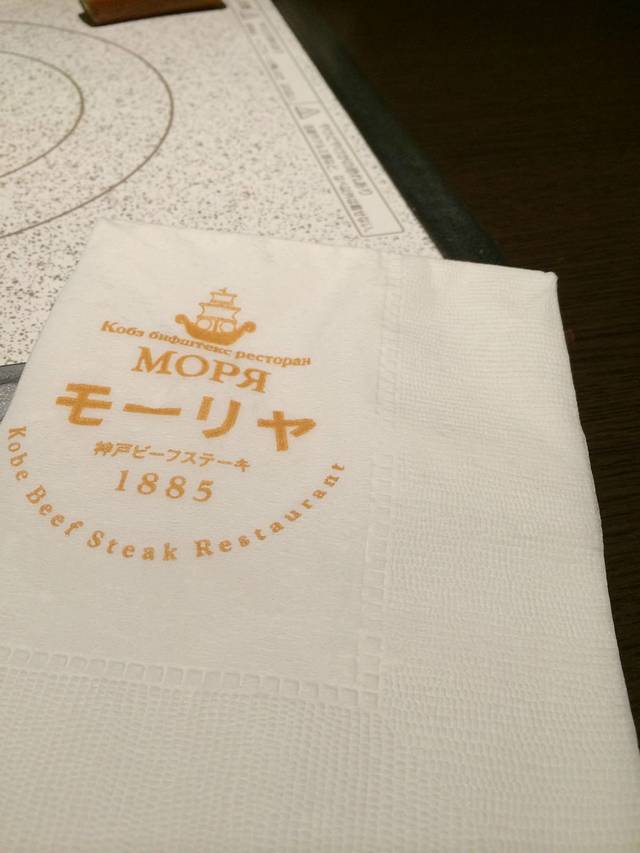 Кобэ бифштекс ресторан
МОРЯ
モーリヤ
神戸ビーフステーキ
1885
Kobe Beef Steak Restaurant